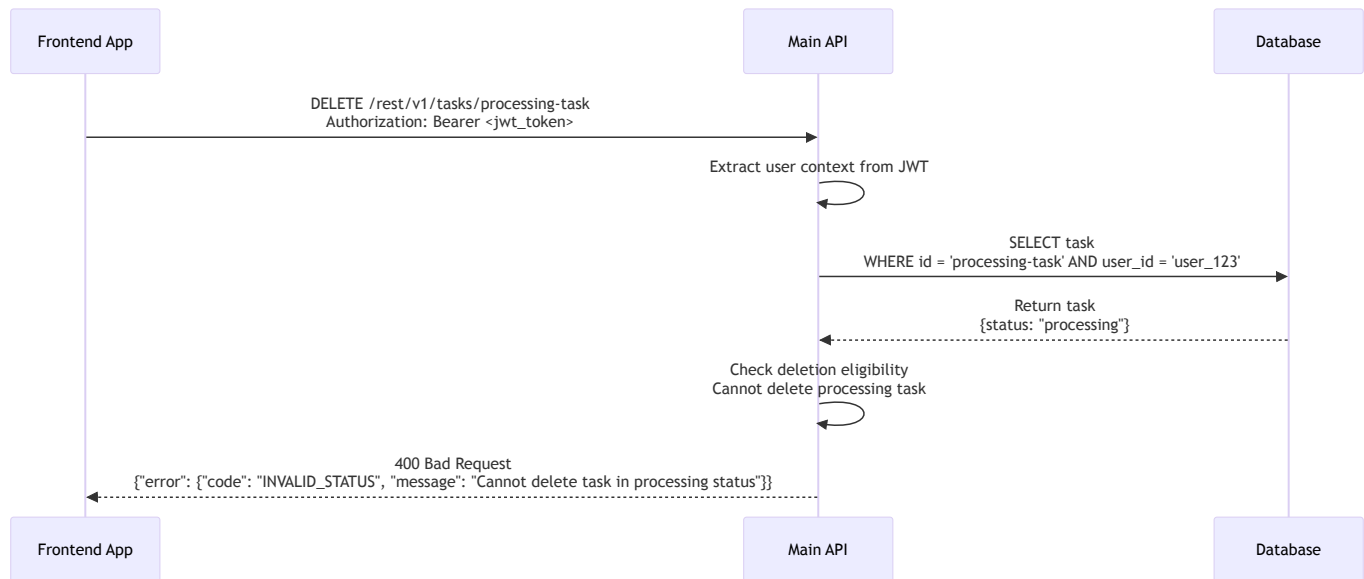 Frontend App
Main API
Database
DELETE /rest/v1/tasks/processing-task
Authorization: Bearer <jwt_token>
Extract user context from JWT
SELECT task
WHERE id = 'processing-task' AND user_id = 'user_123'
Return task
{status: "processing"}
Check deletion eligibility
Cannot delete processing task
400 Bad Request
{"error": {"code": "INVALID_STATUS", "message": "Cannot delete task in processing status"}}
Frontend App
Main API
Database